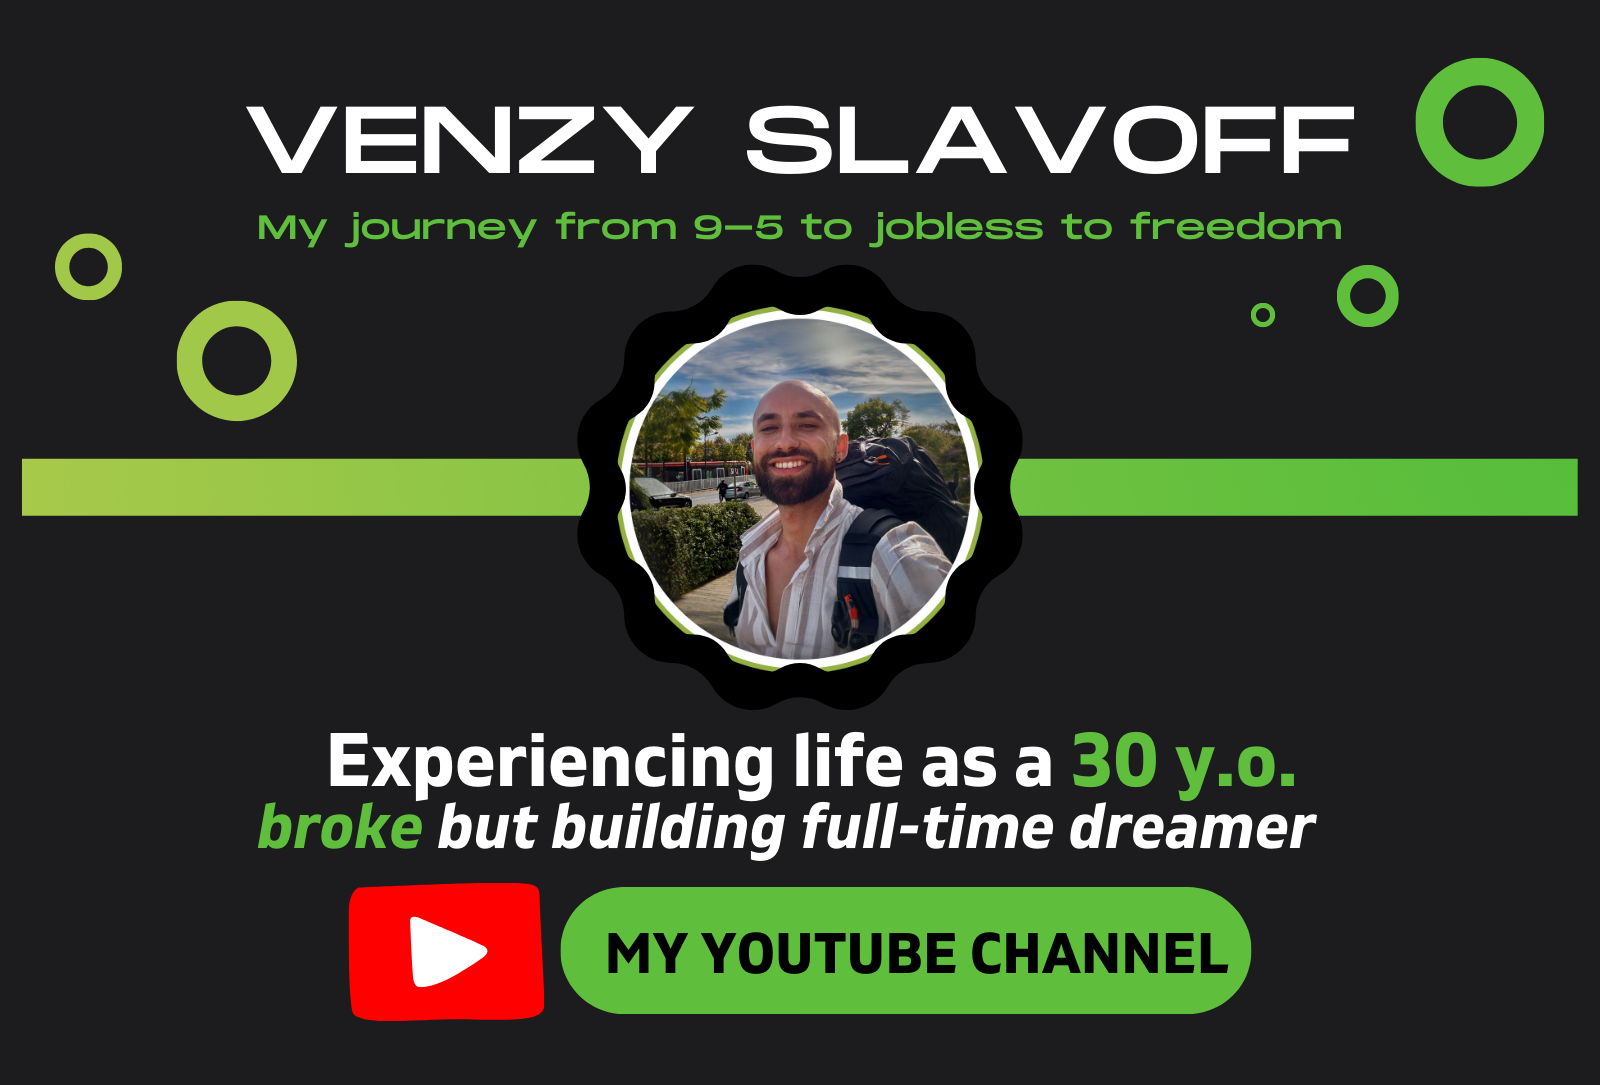 VENZY SLAVOFF
My journey from 9–5 to jobless to freedom
Experiencing life as a 30 y.o.
broke but building full-time dreamer
MY YOUTUBE CHANNEL